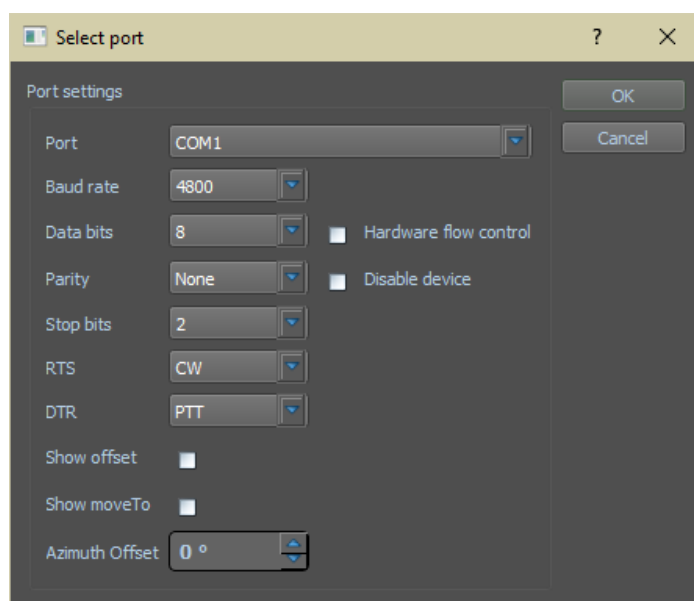 Select port ?
Port settings OK
Port COM1 Cancel
Baud rate 4800
Data bits 8 Hardware flow control
Parity None Disable device
Stop bits 2
RTS CW
DTR PTT
Show offset
Show moveTo
Azimuth Offset 0 º